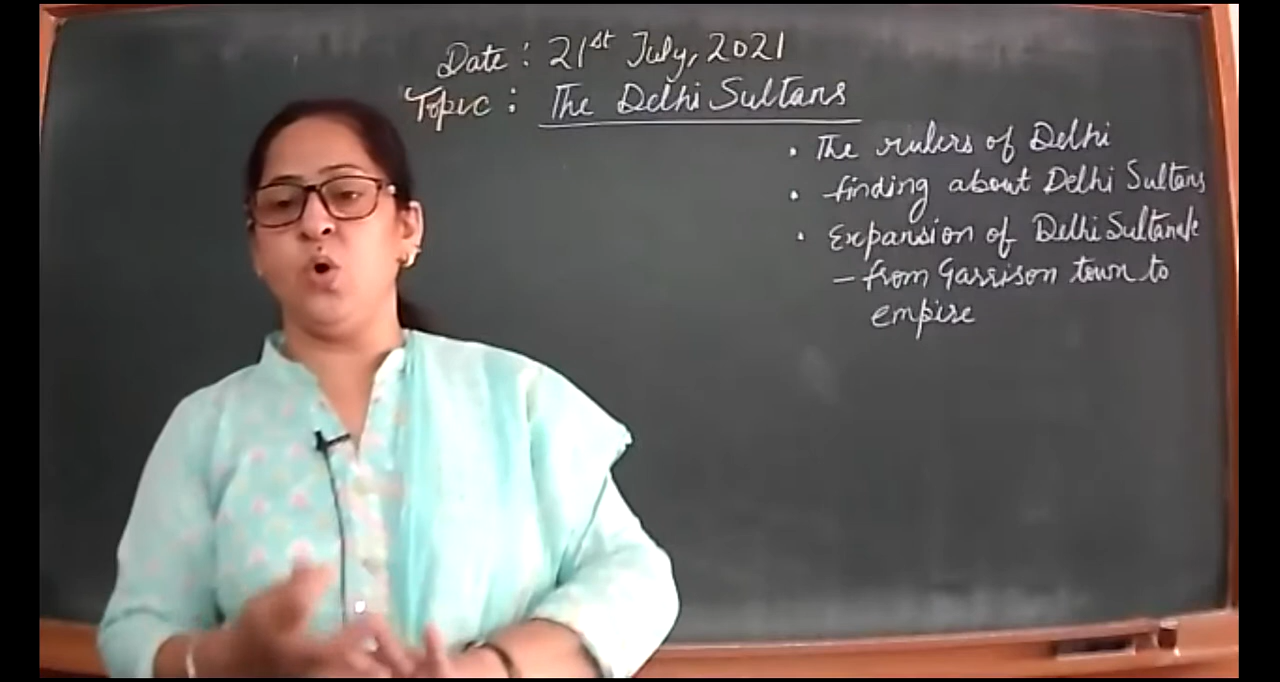 Date : 21st July, 2021
Topic : The Delhi Sultans
• The rulers of Delhi
• finding about Delhi Sultans
• Expansion of Delhi Sultanate
– from Garrison town to
empire